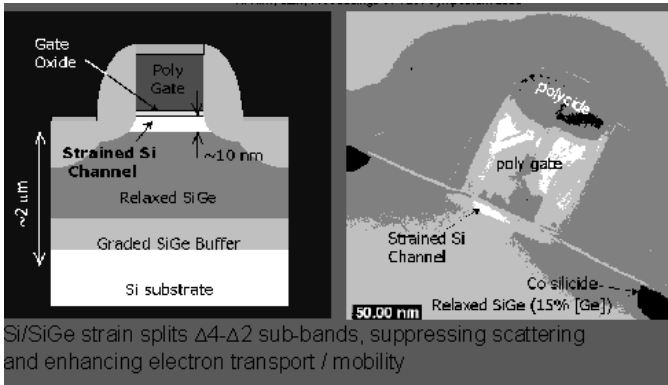 Gate
Oxide
Poly
Gate
Strained Si
Channel
~10 nm
~2 µm
Relaxed SiGe
Graded SiGe Buffer
Si substrate
polycide
poly gate
Strained Si
Channel
Co silicide
Relaxed SiGe (15% [Ge])
50.00 nm
Si/SiGe strain splits Δ4-Δ2 sub-bands, suppressing scattering
and enhancing electron transport / mobility